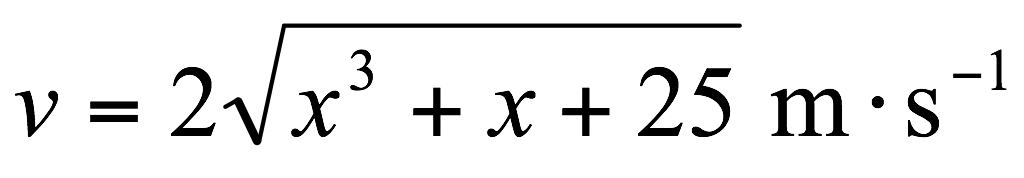 v = 2√(x³ + x + 25) m·s⁻¹